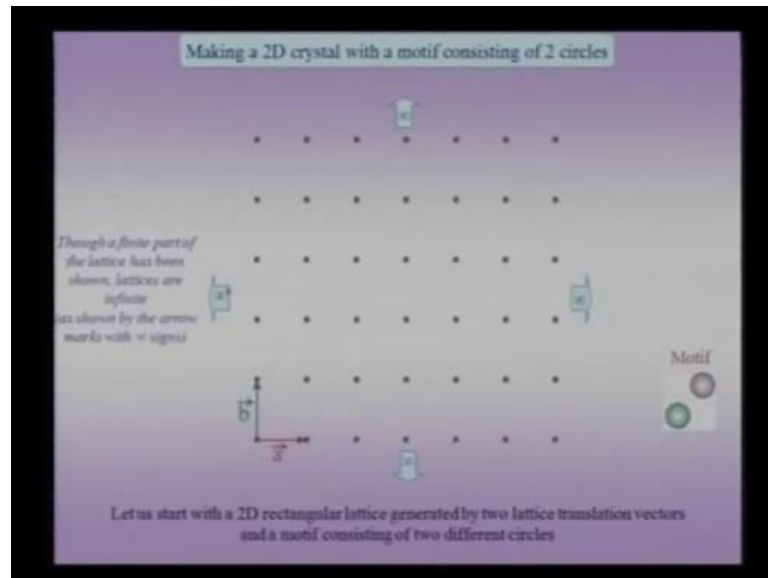 Making a 2D crystal with a motif consisting of 2 circles
∞
Though a finite part of
the lattice has been
shown, lattices are
infinite
(as shown by the arrow
marks with ∞ signs)
∞
∞
Motif
b
a
∞
Let us start with a 2D rectangular lattice generated by two lattice translation vectors
and a motif consisting of two different circles